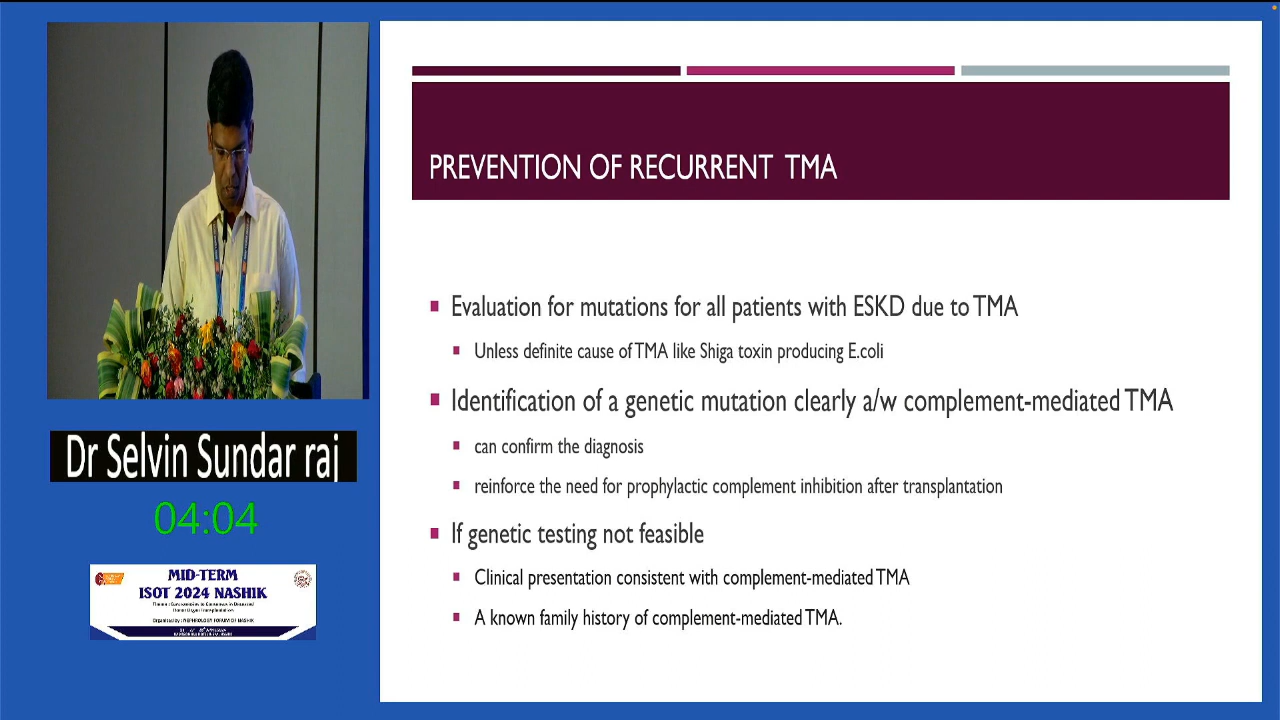 PREVENTION OF RECURRENT TMA
Evaluation for mutations for all patients with ESKD due to TMA
Unless definite cause of TMA like Shiga toxin producing E.coli
Identification of a genetic mutation clearly a/w complement-mediated TMA
can confirm the diagnosis
reinforce the need for prophylactic complement inhibition after transplantation
If genetic testing not feasible
Clinical presentation consistent with complement-mediated TMA
A known family history of complement-mediated TMA.
Dr Selvin Sundar raj
04:04
MID-TERM
ISOT 2024 NASHIK